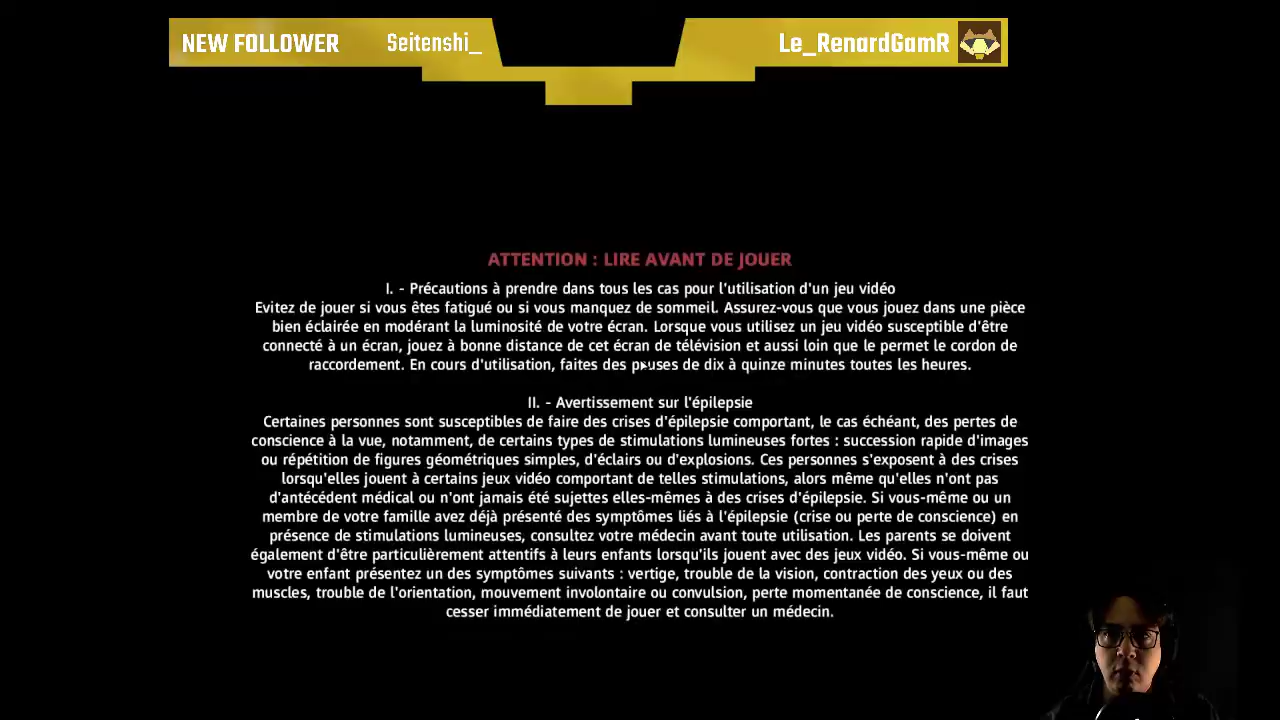 NEW FOLLOWER Seitenshi_ Le_RenardGamR
ATTENTION : LIRE AVANT DE JOUER
I. - Précautions à prendre dans tous les cas pour l'utilisation d'un jeu vidéo
Evitez de jouer si vous êtes fatigué ou si vous manquez de sommeil. Assurez-vous que vous jouez dans une pièce
bien éclairée en modérant la luminosité de votre écran. Lorsque vous utilisez un jeu vidéo susceptible d'être
connecté à un écran, jouez à bonne distance de cet écran de télévision et aussi loin que le permet le cordon de
raccordement. En cours d'utilisation, faites des pauses de dix à quinze minutes toutes les heures.
II. - Avertissement sur l'épilepsie
Certaines personnes sont susceptibles de faire des crises d'épilepsie comportant, le cas échéant, des pertes de
conscience à la vue, notamment, de certains types de stimulations lumineuses fortes : succession rapide d'images
ou répétition de figures géométriques simples, d'éclairs ou d'explosions. Ces personnes s'exposent à des crises
lorsqu'elles jouent à certains jeux vidéo comportant de telles stimulations, alors même qu'elles n'ont pas
d'antécédent médical ou n'ont jamais été sujettes elles-mêmes à des crises d'épilepsie. Si vous-même ou un
membre de votre famille avez déjà présenté des symptômes liés à l'épilepsie (crise ou perte de conscience) en
présence de stimulations lumineuses, consultez votre médecin avant toute utilisation. Les parents se doivent
également d'être particulièrement attentifs à leurs enfants lorsqu'ils jouent avec des jeux vidéo. Si vous-même ou
votre enfant présentez un des symptômes suivants : vertige, trouble de la vision, contraction des yeux ou des
muscles, trouble de l'orientation, mouvement involontaire ou convulsion, perte momentanée de conscience, il faut
cesser immédiatement de jouer et consulter un médecin.